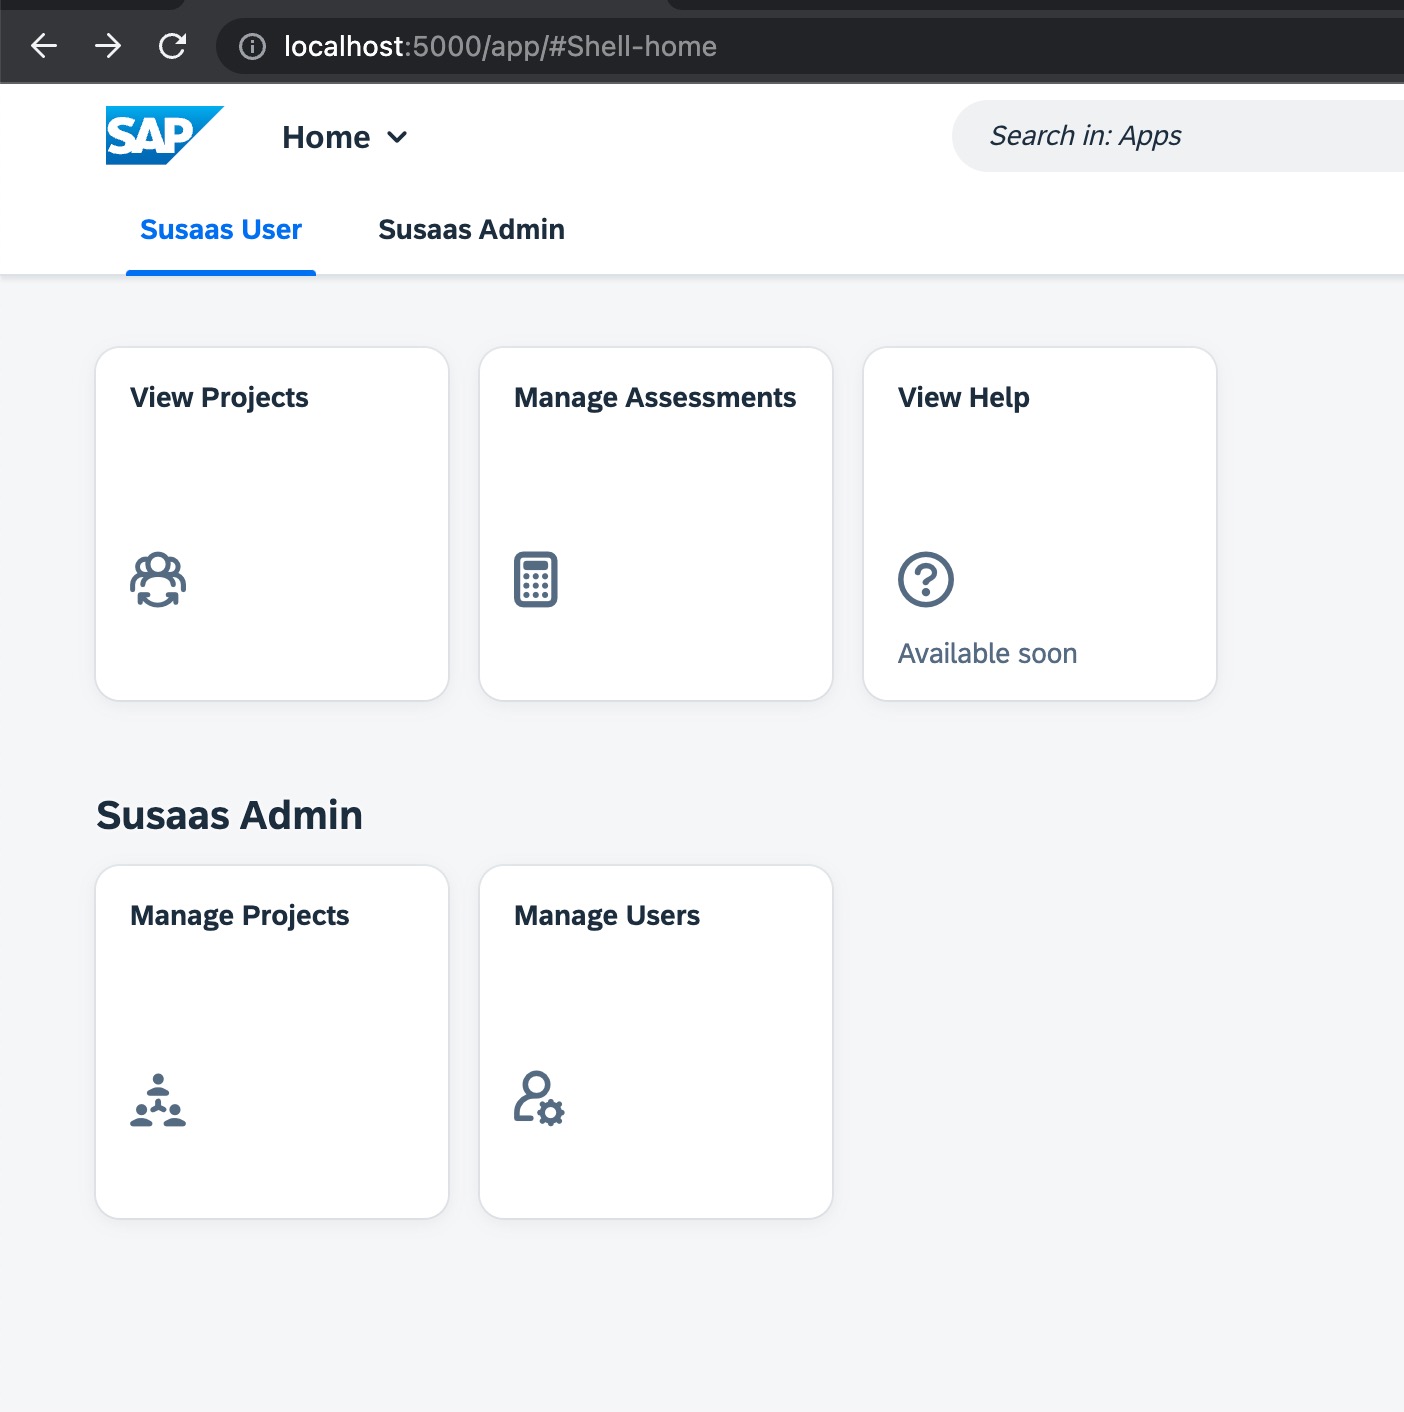 localhost:5000/app/#Shell-home
SAP
Home
Search in: Apps
Susaas User
Susaas Admin
View Projects
Manage Assessments
View Help
Available soon
Susaas Admin
Manage Projects
Manage Users